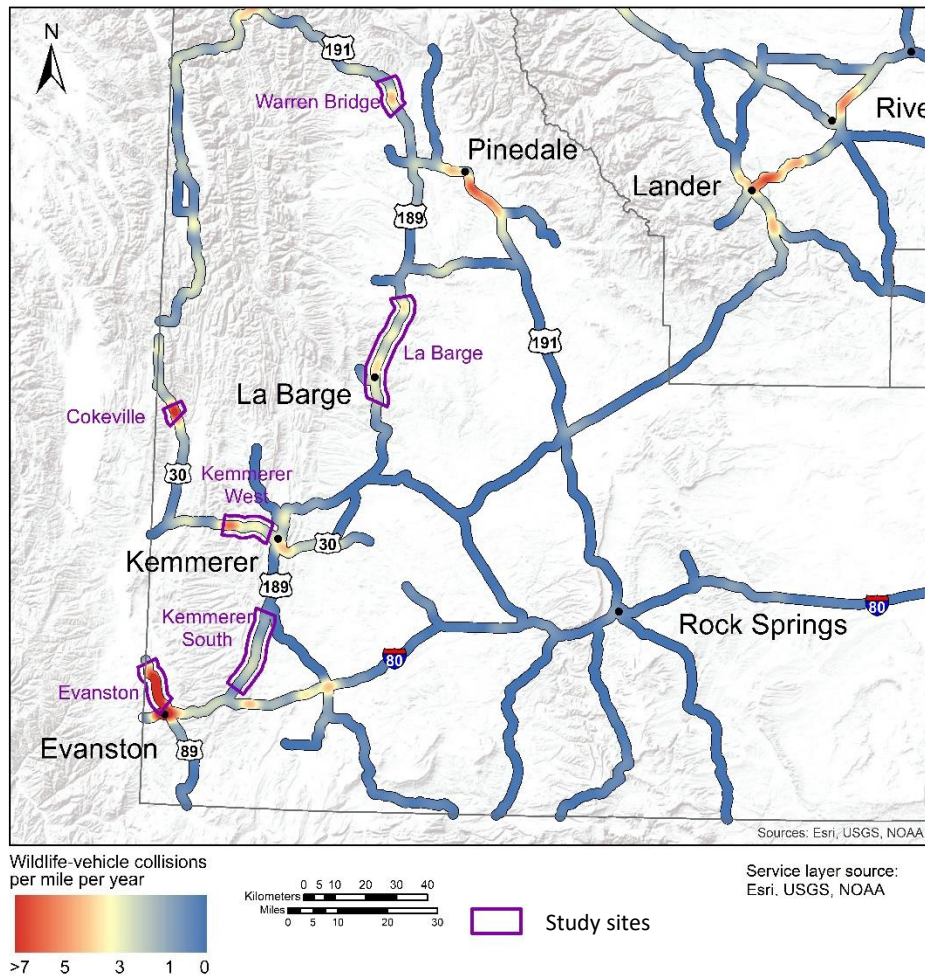 N
191
Warren Bridge
Pinedale
Rive
Lander
189
191
La Barge
La Barge
Cokeville
30
Kemmerer
West
30
Kemmerer
189
Kemmerer
South
80
Rock Springs
80
Evanston
Evanston
89
Sources: Esri, USGS, NOAA
Wildlife-vehicle collisions
per mile per year
>7 5 3 1 0
Kilometers 0 5 10 20 30 40
Miles 0 5 10 20 30
Study sites
Service layer source:
Esri, USGS, NOAA